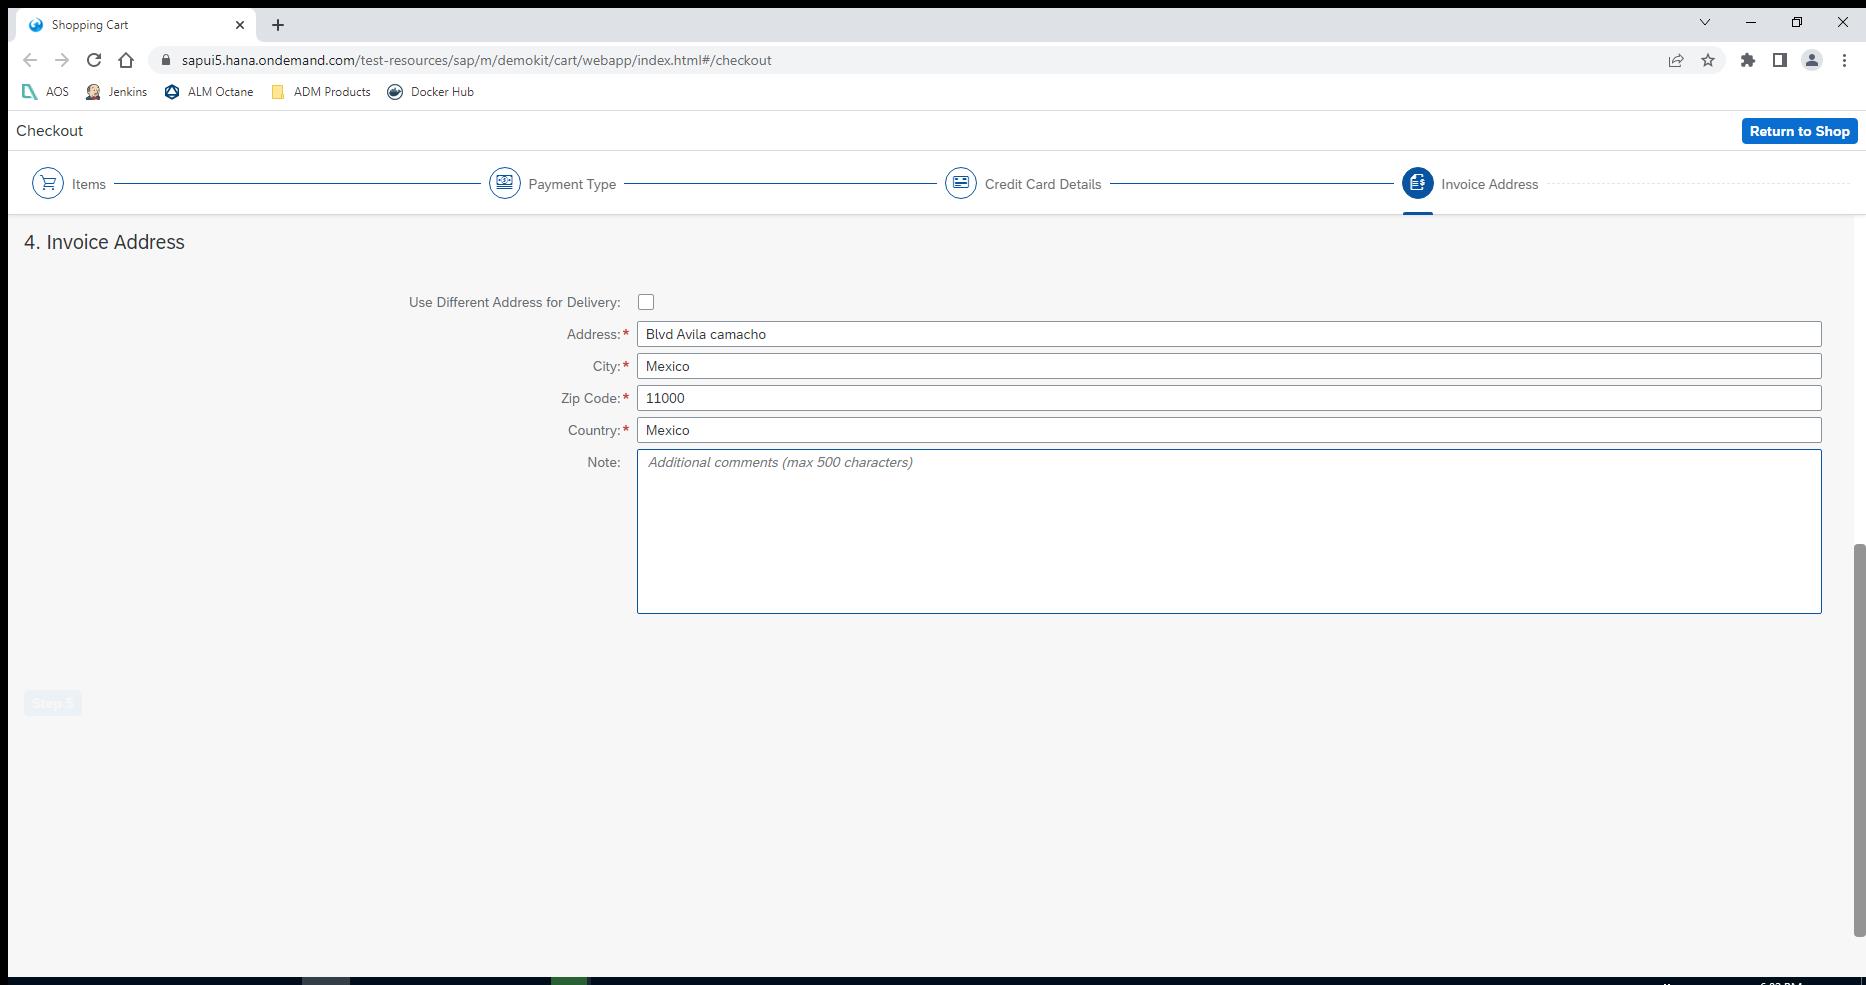 Shopping Cart
sapui5.hana.ondemand.com/test-resources/sap/m/demokit/cart/webapp/index.html#/checkout
AOS Jenkins ALM Octane ADM Products Docker Hub
Checkout Return to Shop
Items Payment Type Credit Card Details Invoice Address
4. Invoice Address
Use Different Address for Delivery:
Address:* Blvd Avila camacho
City:* Mexico
Zip Code:* 11000
Country:* Mexico
Note: Additional comments (max 500 characters)
Step 5